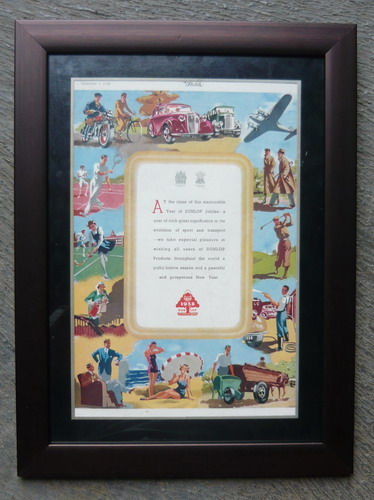 AT the close of this memorable
Year of DUNLOP Jubilee—a
year of such great significance in the
evolution of sport and transport
—we take especial pleasure in
wishing all users of DUNLOP
Products throughout the world a
joyful festive season and a peaceful
and prosperous New Year.
1938